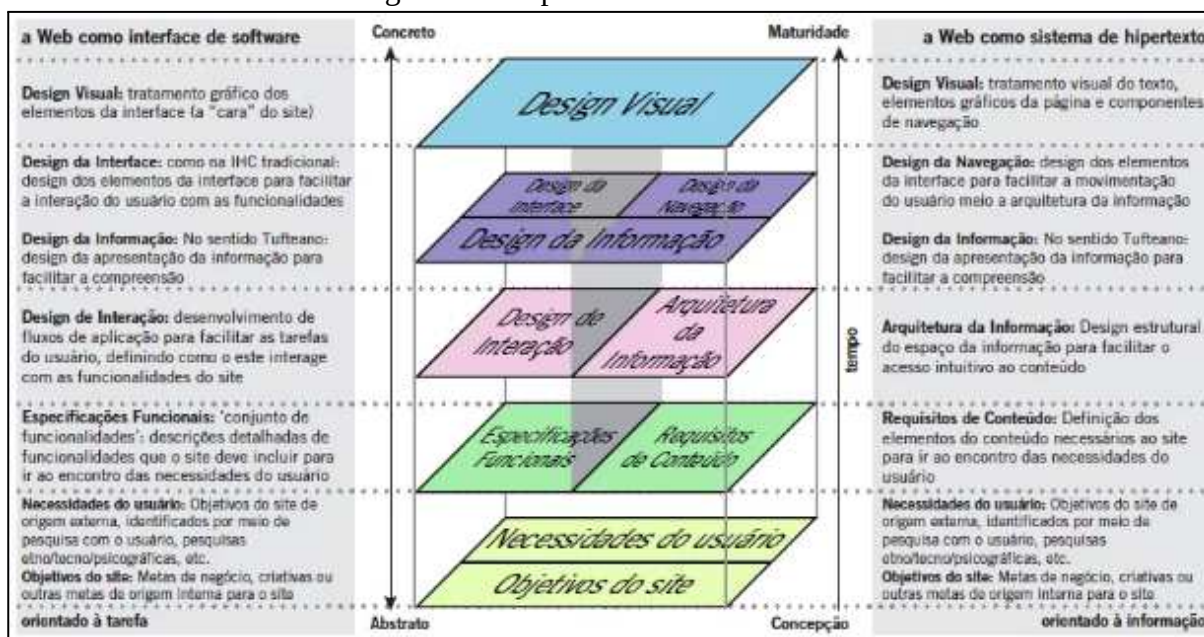 a Web como interface de software
Concreto
Maturidade
a Web como sistema de hipertexto
Design Visual: tratamento gráfico dos
elementos da interface (a "cara" do site)
Design Visual
Design Visual: tratamento visual do texto,
elementos gráficos da página e componentes
de navegação
Design da Interface: como na IHC tradicional:
design dos elementos da interface para facilitar
a interação do usuário com as funcionalidades
Design da
Interface
Design da
Navegação
Design da Navegação: design dos elementos
da interface para facilitar a movimentação
do usuário meio a arquitetura da informação
Design da Informação: No sentido Tufteano:
design da apresentação da informação para
facilitar a compreensão
Design da Informação
Design da Informação: No sentido Tufteano:
design da apresentação da informação para
facilitar a compreensão
Design de Interação: desenvolvimento de
fluxos de aplicação para facilitar as tarefas
do usuário, definindo como o este interage
com as funcionalidades do site
Design de
Interação
Arquitetura
da
Informação
tempo
Arquitetura da Informação: Design estrutural
do espaço da informação para facilitar o
acesso intuitivo ao conteúdo
Especificações Funcionais: 'conjunto de
funcionalidades': descrições detalhadas de
funcionalidades que o site deve incluir para
ir ao encontro das necessidades do usuário
Especificações
Funcionais
Requisitos
de Conteúdo
Requisitos de Conteúdo: Definição dos
elementos do conteúdo necessários ao site
para ir ao encontro das necessidades do
usuário
Necessidades do usuário: Objetivos do site de
origem externa, identificados por meio de
pesquisa com o usuário, pesquisas
etno/tecno/psicográficas, etc.
Objetivos do site: Metas de negócio, criativas ou
outras metas de origem interna para o site
Necessidades do usuário
Objetivos do site
Necessidades do usuário: Objetivos do site de
origem externa, identificados por meio de
pesquisa com o usuário, pesquisas
etno/tecno/psicográficas, etc.
Objetivos do site: Metas de negócio, criativas ou
outras metas de origem interna para o site
orientado à tarefa
Abstrato
Concepção
orientado à informação